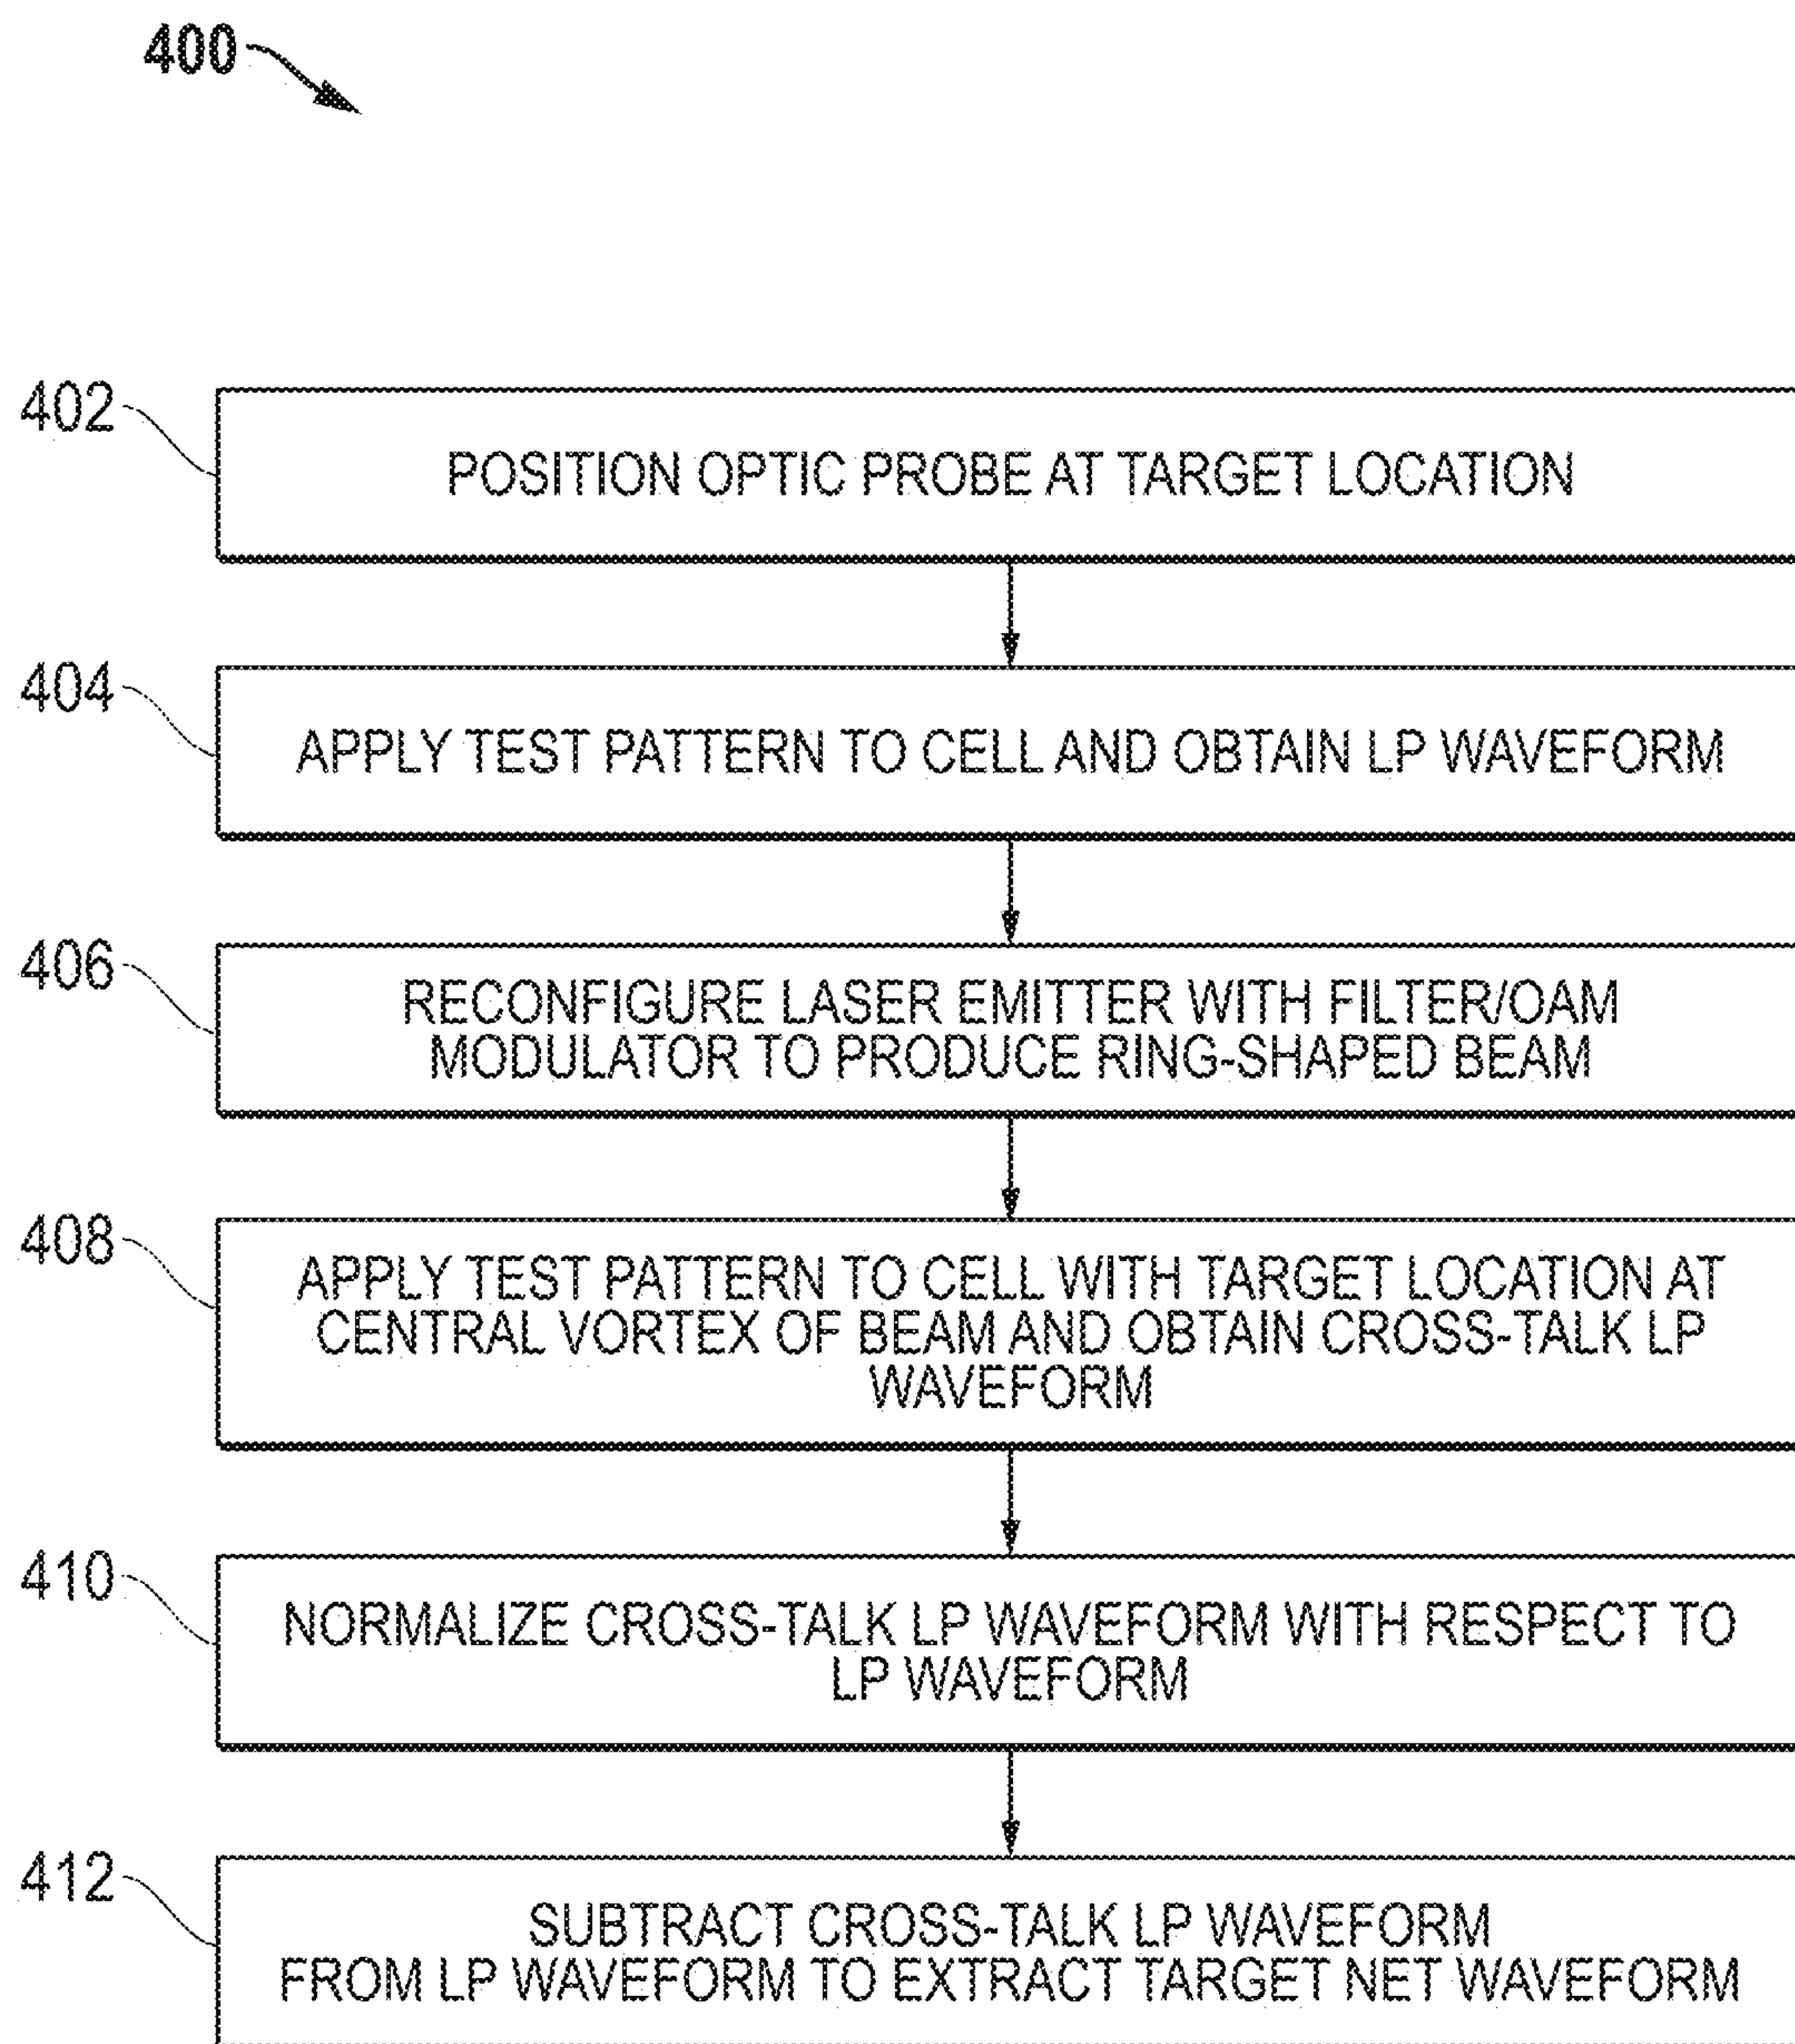 400
402
POSITION OPTIC PROBE AT TARGET LOCATION
404
APPLY TEST PATTERN TO CELL AND OBTAIN LP WAVEFORM
406
RECONFIGURE LASER EMITTER WITH FILTER/OAM
MODULATOR TO PRODUCE RING-SHAPED BEAM
408
APPLY TEST PATTERN TO CELL WITH TARGET LOCATION AT
CENTRAL VORTEX OF BEAM AND OBTAIN CROSS-TALK LP
WAVEFORM
410
NORMALIZE CROSS-TALK LP WAVEFORM WITH RESPECT TO
LP WAVEFORM
412
SUBTRACT CROSS-TALK LP WAVEFORM
FROM LP WAVEFORM TO EXTRACT TARGET NET WAVEFORM